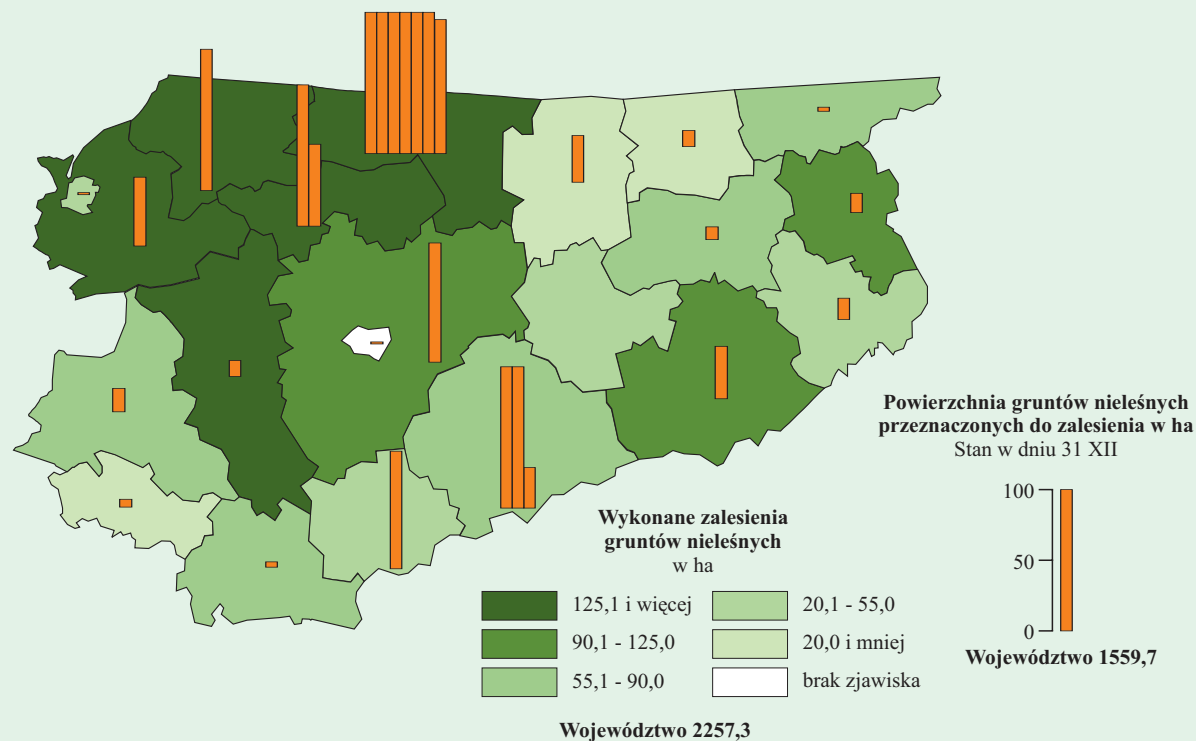 Powierzchnia gruntów nieleśnych
przeznaczonych do zalesienia w ha
Stan w dniu 31 XII
100
50
0
Województwo 1559,7
Wykonane zalesienia
gruntów nieleśnych
w ha
125,1 i więcej
90,1 - 125,0
55,1 - 90,0
20,1 - 55,0
20,0 i mniej
brak zjawiska
Województwo 2257,3